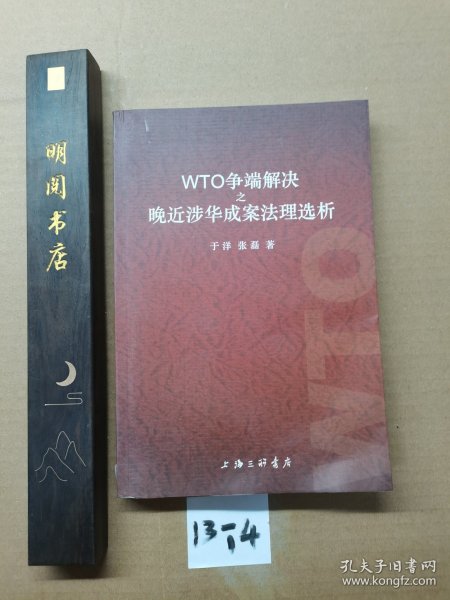 明阅书店
WTO争端解决
之
晚近涉华成案法理选析
于洋 张磊 著
WTO
上海三联书店
13-14
孔夫子旧书网
www.kongfz.com